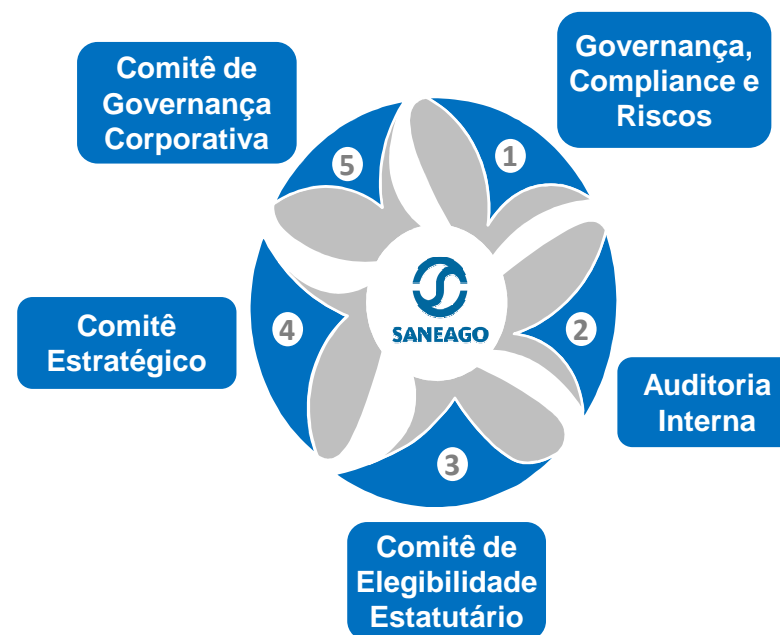 Governança,
Compliance e
Riscos
Comitê de
Governança
Corporativa
1
5
SANEAGO
4
2
Comitê
Estratégico
Auditoria
Interna
3
Comitê de
Elegibilidade
Estatutário